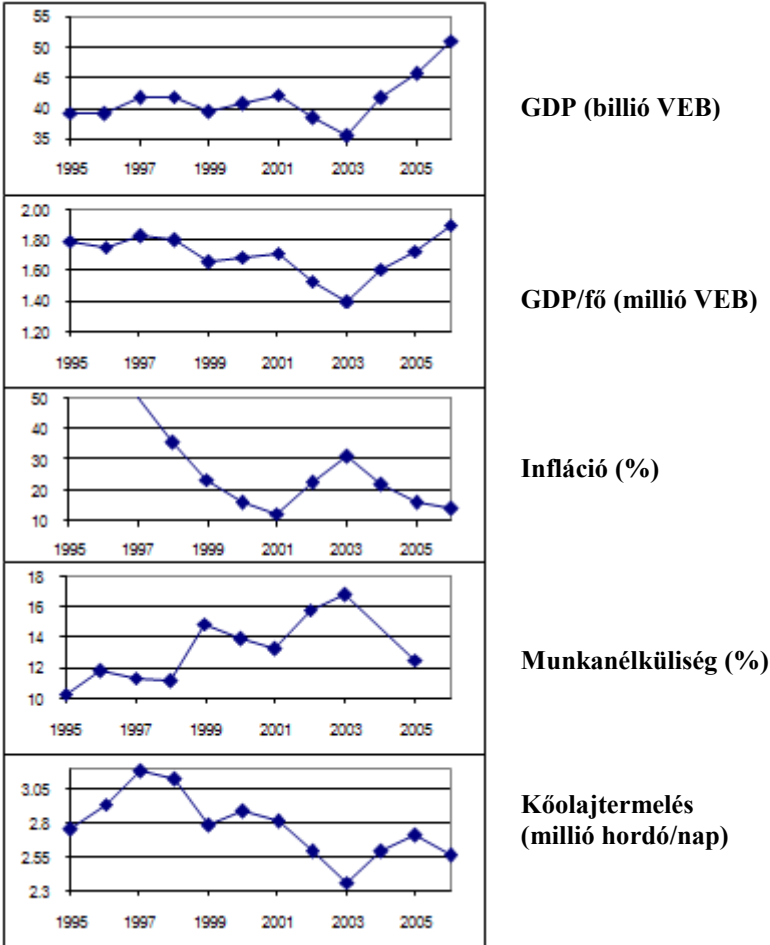 55
50
45
40
35
1995 1997 1999 2001 2003 2005
GDP (billió VEB)
2.00
1.80
1.60
1.40
1.20
1995 1997 1999 2001 2003 2005
GDP/fő (millió VEB)
50
40
30
20
10
1995 1997 1999 2001 2003 2005
Infláció (%)
18
16
14
12
10
1995 1997 1999 2001 2003 2005
Munkanélküliség (%)
3.05
2.8
2.55
2.3
1995 1997 1999 2001 2003 2005
Kőolajtermelés
(millió hordó/nap)